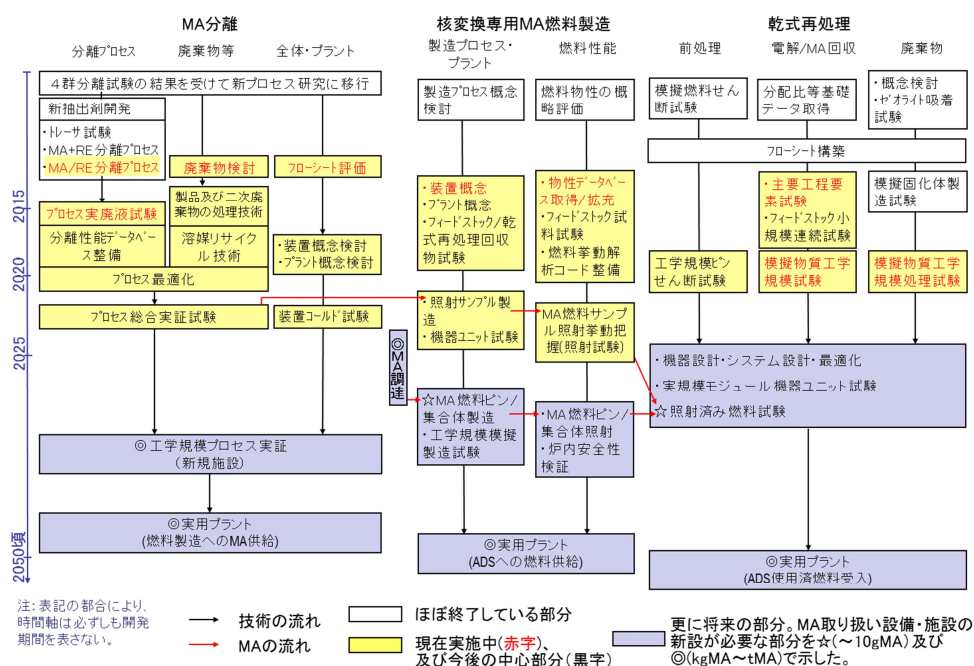 MA分離
分離プロセス
廃棄物等
全体・プラント
4群分離試験の結果を受けて新プロセス研究に移行
新抽出剤開発
・トレーサ試験
・MA+RE分離プロセス
・MA/RE分離プロセス
廃棄物検討
フローシート評価
プロセス実廃液試験
分離性能データベー
ス整備
製品及び二次廃
棄物の処理技術
溶媒リサイク
ル技術
・装置概念検討
・プラント概念検討
プロセス最適化
プロセス総合実証試験
装置コールド試験
◎工学規模プロセス実証
(新規施設)
◎実用プラント
(燃料製造へのMA供給)
核変換専用MA燃料製造
製造プロセス・
プラント
燃料性能
製造プロセス概念
検討
燃料物性の概
略評価
・装置概念
・プラント概念
・フィードストック/乾
式再処理回収
物試験
・物性データベース
取得/拡充
・フィードストック試
料試験
・燃料挙動解
析コード整備
・照射サンプル製
造
・機器ユニット試験
MA燃料サンプ
ル照射挙動把
握(照射試験)
◎MA調達
☆MA燃料ピン/
集合体製造
・工学規模模擬
製造試験
・MA燃料ピン/
集合体照射
・炉内安全性
検証
◎実用プラント
(ADSへの燃料供給)
乾式再処理
前処理
電解/MA回収
廃棄物
模擬燃料せん
断試験
分配比等基礎
データ取得
・概念検討
・ゼオライト吸着
試験
フローシート構築
・主要工程要
素試験
・フィードストック小
規模連続試験
模擬固化体製
造試験
工学規模ピン
せん断試験
模擬物質工学
規模試験
模擬物質工学
規模処理試験
・機器設計・システム設計・最適化
・実規模モジュール機器ユニット試験
☆照射済み燃料試験
◎実用プラント
(ADS使用済燃料受入)
2015
2020
2025
2050頃
注:表記の都合により、
時間軸は必ずしも開発
期間を表さない。
技術の流れ
MAの流れ
ほぼ終了している部分
現在実施中(赤字)、
及び今後の中心部分(黒字)
更に将来の部分。MA取り扱い設備・施設の
新設が必要な部分を☆(~10gMA)及び
◎(kgMA~tMA)で示した。